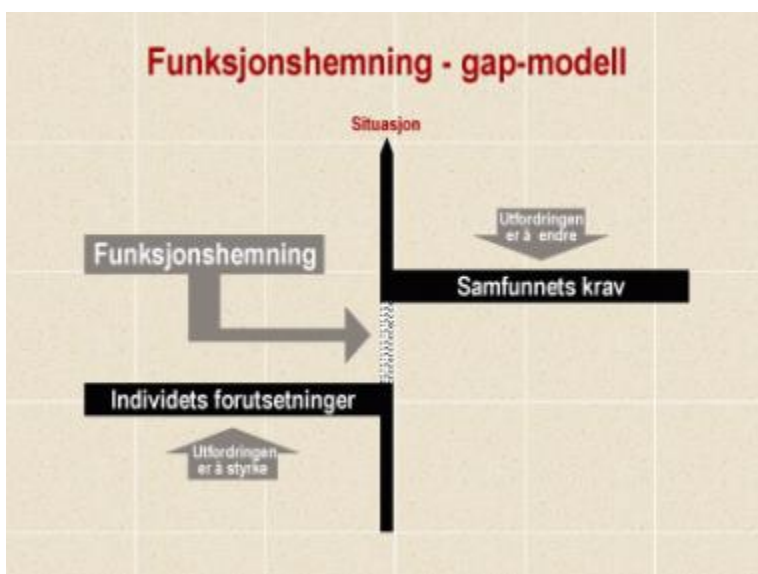 Funksjonshemning - gap-modell
Situasjon
Utfordringen
er å endre
Funksjonshemning
Samfunnets krav
Individets forutsetninger
Utfordringen
er å styrke